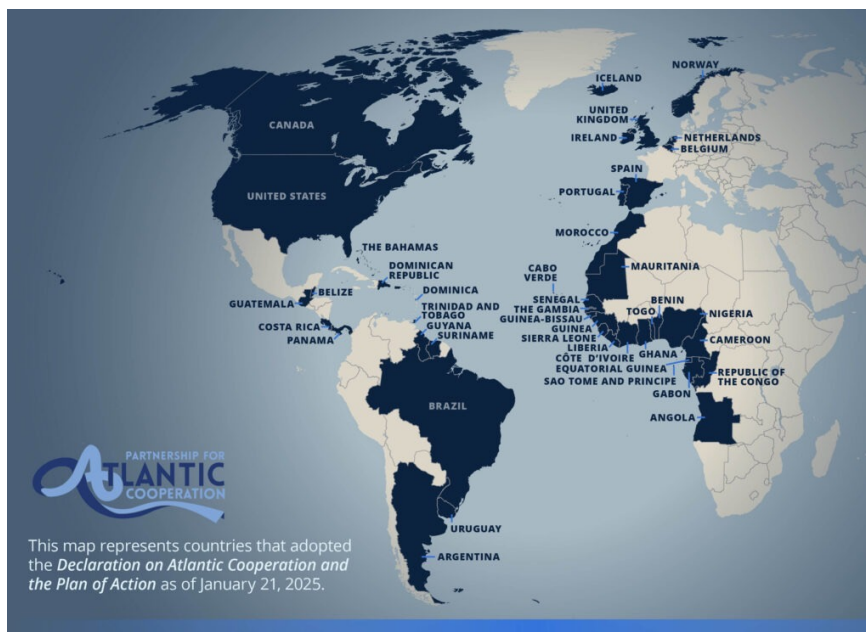 NORWAY
ICELAND
UNITED
KINGDOM
CANADA
IRELAND
NETHERLANDS
BELGIUM
SPAIN
UNITED STATES
PORTUGAL
MOROCCO
THE BAHAMAS
DOMINICAN
REPUBLIC
CABO
VERDE
MAURITANIA
BELIZE
DOMINICA
GUATEMALA
TRINIDAD AND
TOBAGO
SENEGAL
THE GAMBIA
BENIN
TOGO
NIGERIA
COSTA RICA
GUYANA
GUINEA-BISSAU
SURINAME
GUINEA
PANAMA
SIERRA LEONE
CAMEROON
LIBERIA
GHANA
CÔTE D'IVOIRE
EQUATORIAL GUINEA
REPUBLIC OF
THE CONGO
SAO TOME AND PRINCIPE
GABON
BRAZIL
ANGOLA
PARTNERSHIP FOR
ATLANTIC
COOPERATION
URUGUAY
ARGENTINA
This map represents countries that adopted
the Declaration on Atlantic Cooperation and
the Plan of Action as of January 21, 2025.